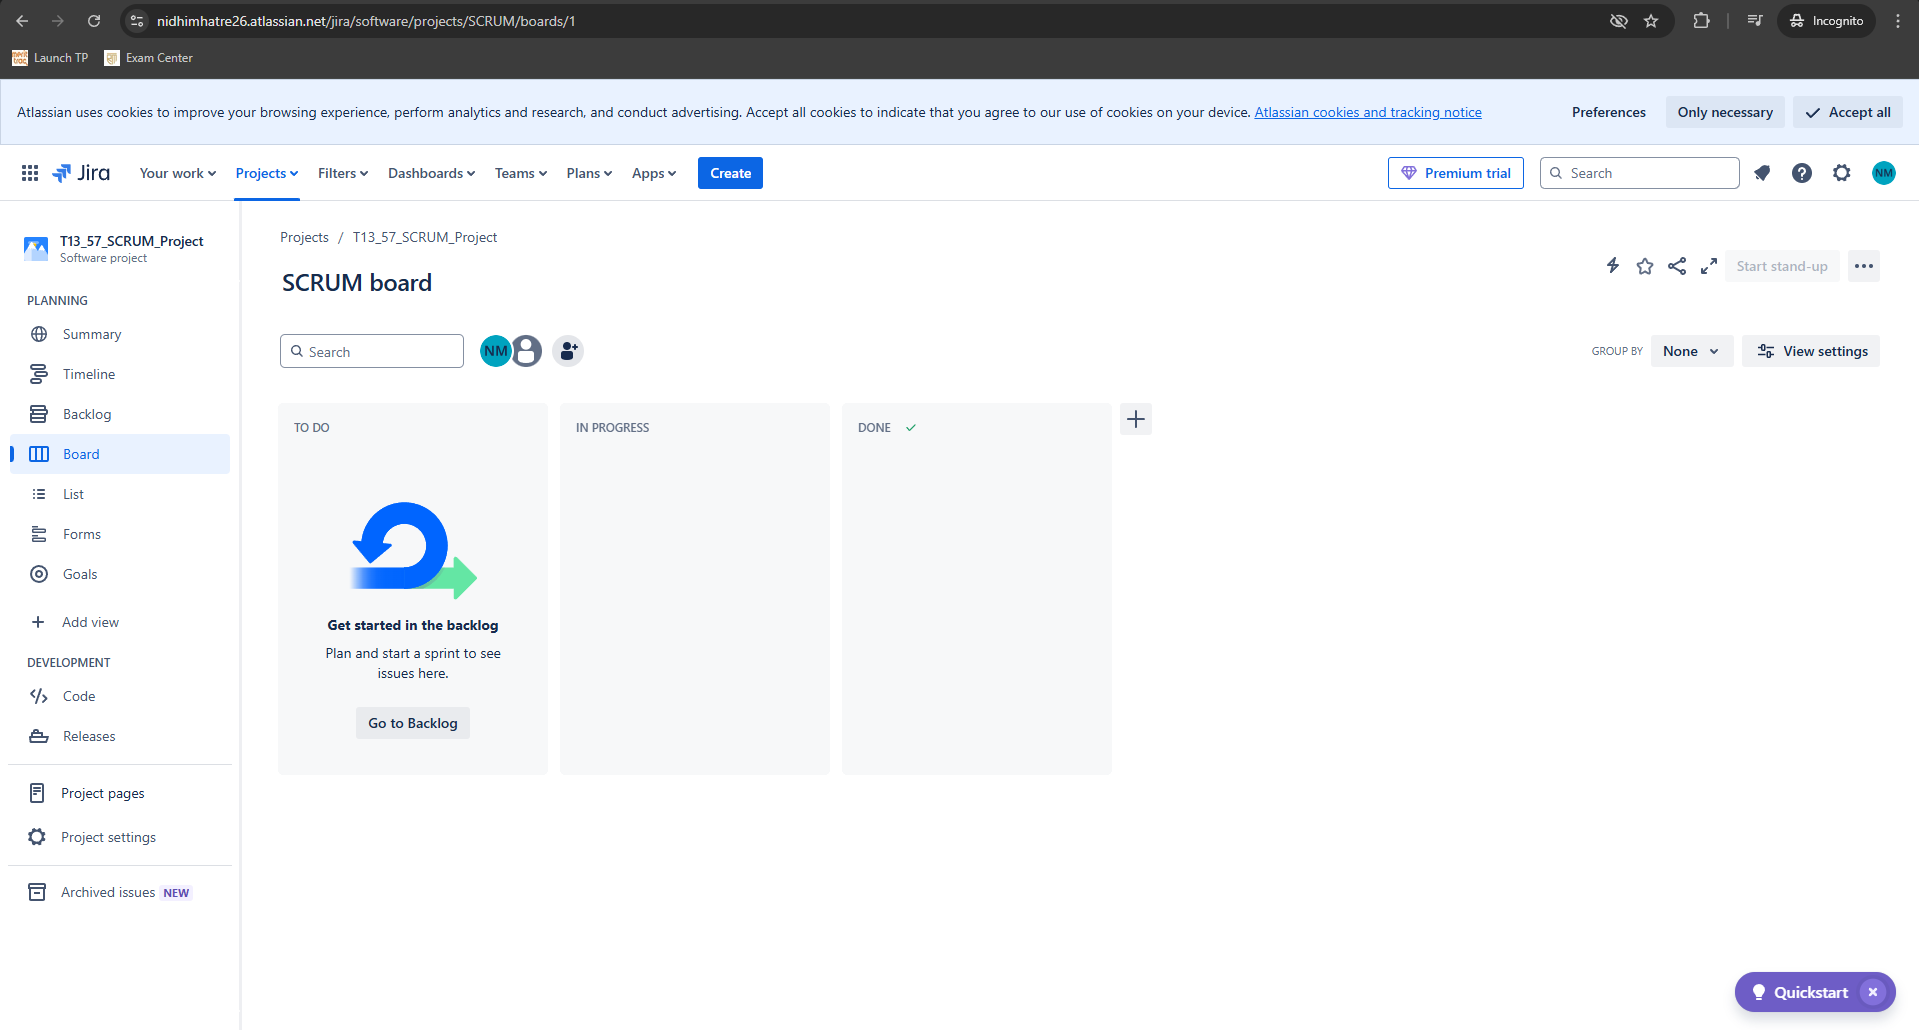 nidhimhatre26.atlassian.net/jira/software/projects/SCRUM/boards/1
Incognito
Launch TP
Exam Center
Atlassian uses cookies to improve your browsing experience, perform analytics and research, and conduct advertising. Accept all cookies to indicate that you agree to our use of cookies on your device. Atlassian cookies and tracking notice
Preferences
Only necessary
Accept all
Jira
Your work
Projects
Filters
Dashboards
Teams
Plans
Apps
Create
Premium trial
Search
NM
T13_57_SCRUM_Project
Software project
PLANNING
Summary
Timeline
Backlog
Board
List
Forms
Goals
Add view
DEVELOPMENT
Code
Releases
Project pages
Project settings
Archived issues NEW
Projects / T13_57_SCRUM_Project
SCRUM board
Start stand-up
Search
NM
GROUP BY
None
View settings
TO DO
IN PROGRESS
DONE
Get started in the backlog
Plan and start a sprint to see
issues here.
Go to Backlog
Quickstart